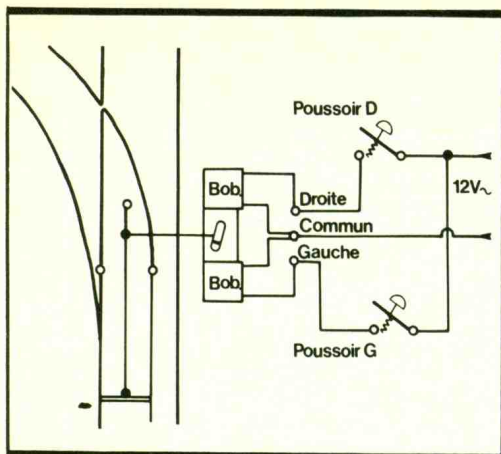 Poussoir D
Bob.
Droite
12V~
Commun
Gauche
Bob.
Poussoir G